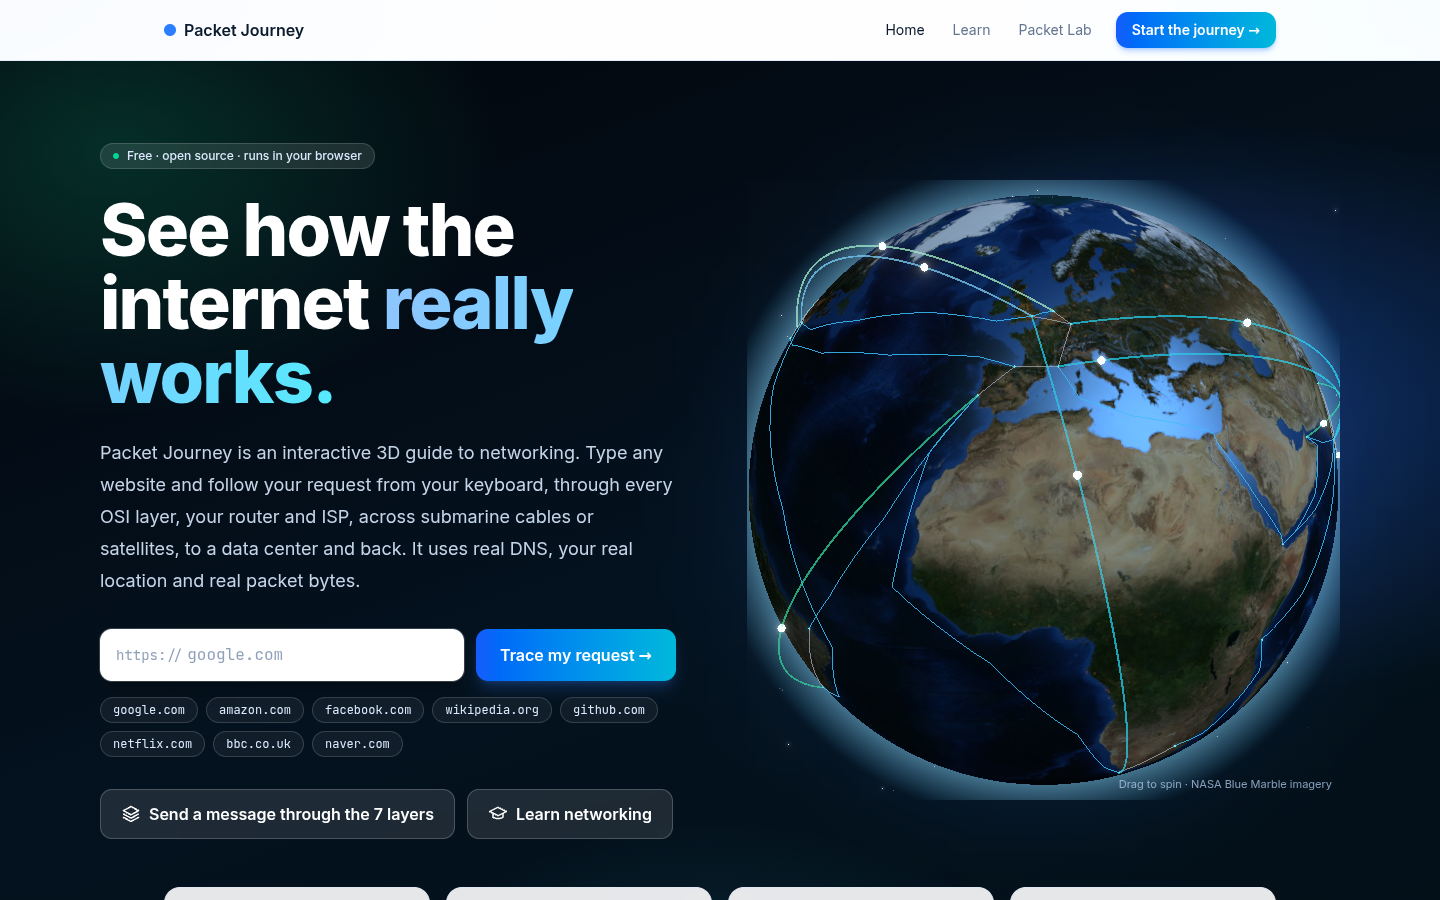 Packet Journey
Home
Learn
Packet Lab
Start the journey →
Free · open source · runs in your browser
See how the
internet really
works.
Packet Journey is an interactive 3D guide to networking. Type any
website and follow your request from your keyboard, through every
OSI layer, your router and ISP, across submarine cables or
satellites, to a data center and back. It uses real DNS, your real
location and real packet bytes.
https:// google.com
Trace my request →
google.com
amazon.com
facebook.com
wikipedia.org
github.com
netflix.com
bbc.co.uk
naver.com
Drag to spin · NASA Blue Marble imagery
Send a message through the 7 layers
Learn networking